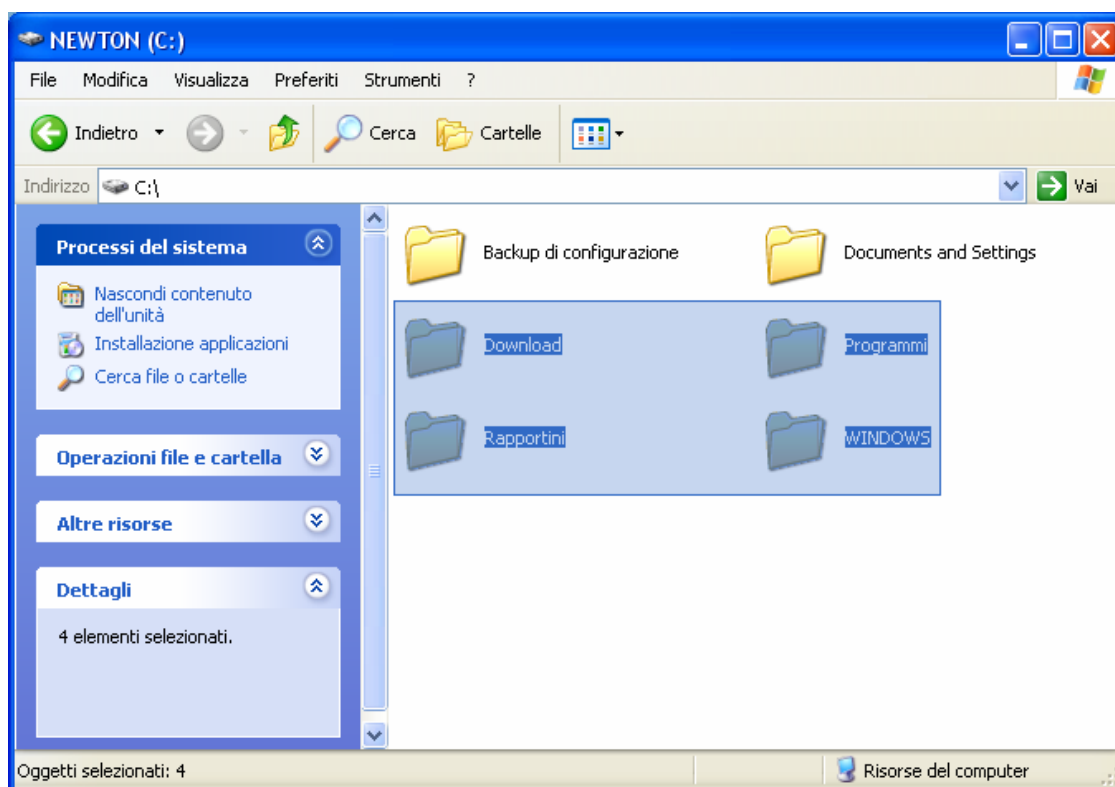 NEWTON (C:)
File Modifica Visualizza Preferiti Strumenti ?
Indietro Cerca Cartelle
Indirizzo C:\ Vai
Processi del sistema
Nascondi contenuto
dell'unità
Installazione applicazioni
Cerca file o cartelle
Operazioni file e cartella
Altre risorse
Dettagli
4 elementi selezionati.
Backup di configurazione Documents and Settings
Download Programmi
Rapportini WINDOWS
Oggetti selezionati: 4 Risorse del computer